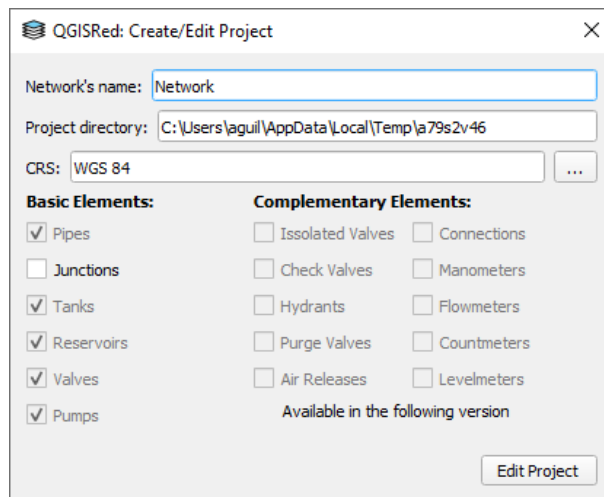 QGISRed: Create/Edit Project
Network's name: Network
Project directory: C:\Users\aguil\AppData\Local\Temp\a79s2v46
CRS: WGS 84 ...
Basic Elements: Complementary Elements:
Pipes Issolated Valves Connections
Junctions Check Valves Manometers
Tanks Hydrants Flowmeters
Reservoirs Purge Valves Countmeters
Valves Air Releases Levelmeters
Pumps Available in the following version
Edit Project